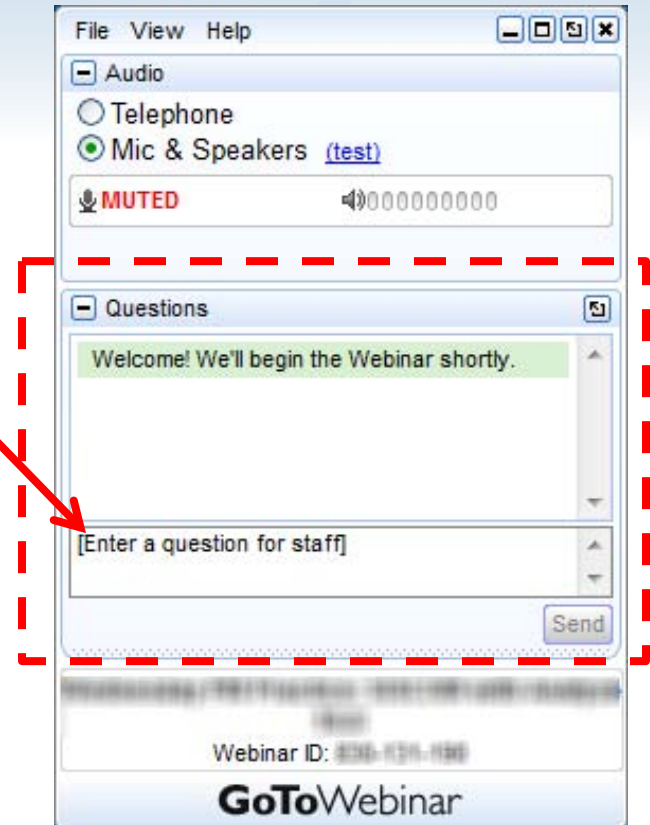 File View Help
Audio
Telephone
Mic & Speakers (test)
MUTED 000000000
Questions
Welcome! We'll begin the Webinar shortly.
[Enter a question for staff]
Send
Webinar ID:
GoToWebinar